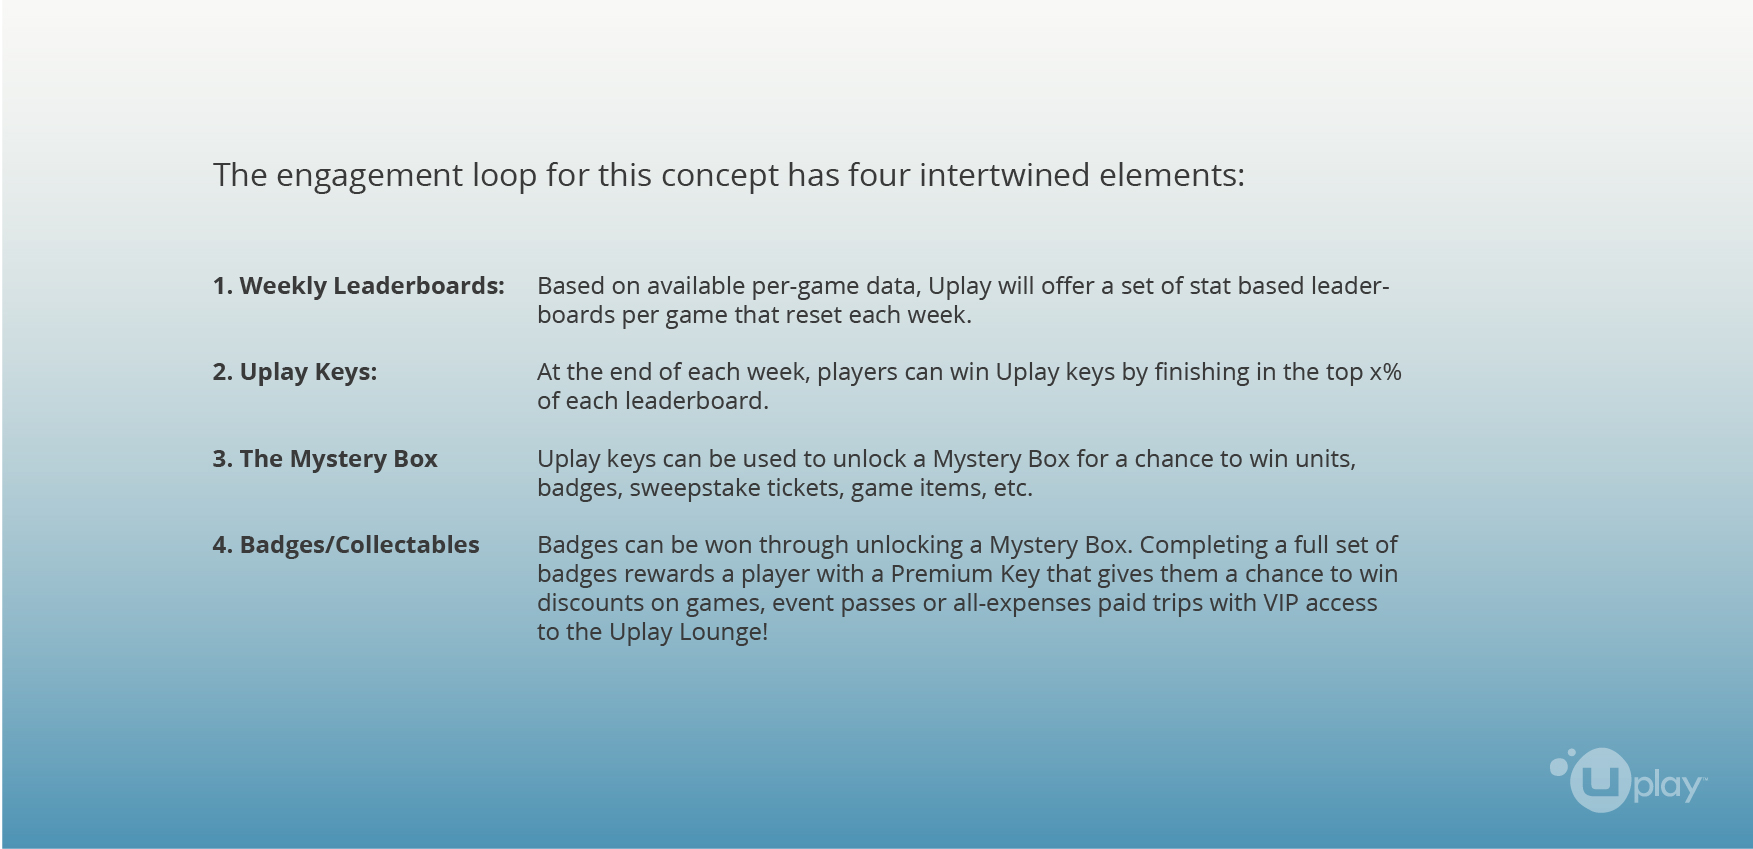 The engagement loop for this concept has four intertwined elements:
1. Weekly Leaderboards: Based on available per-game data, Uplay will offer a set of stat based leader-
boards per game that reset each week.
2. Uplay Keys: At the end of each week, players can win Uplay keys by finishing in the top x%
of each leaderboard.
3. The Mystery Box Uplay keys can be used to unlock a Mystery Box for a chance to win units,
badges, sweepstake tickets, game items, etc.
4. Badges/Collectables Badges can be won through unlocking a Mystery Box. Completing a full set of
badges rewards a player with a Premium Key that gives them a chance to win
discounts on games, event passes or all-expenses paid trips with VIP access
to the Uplay Lounge!
Uplay™